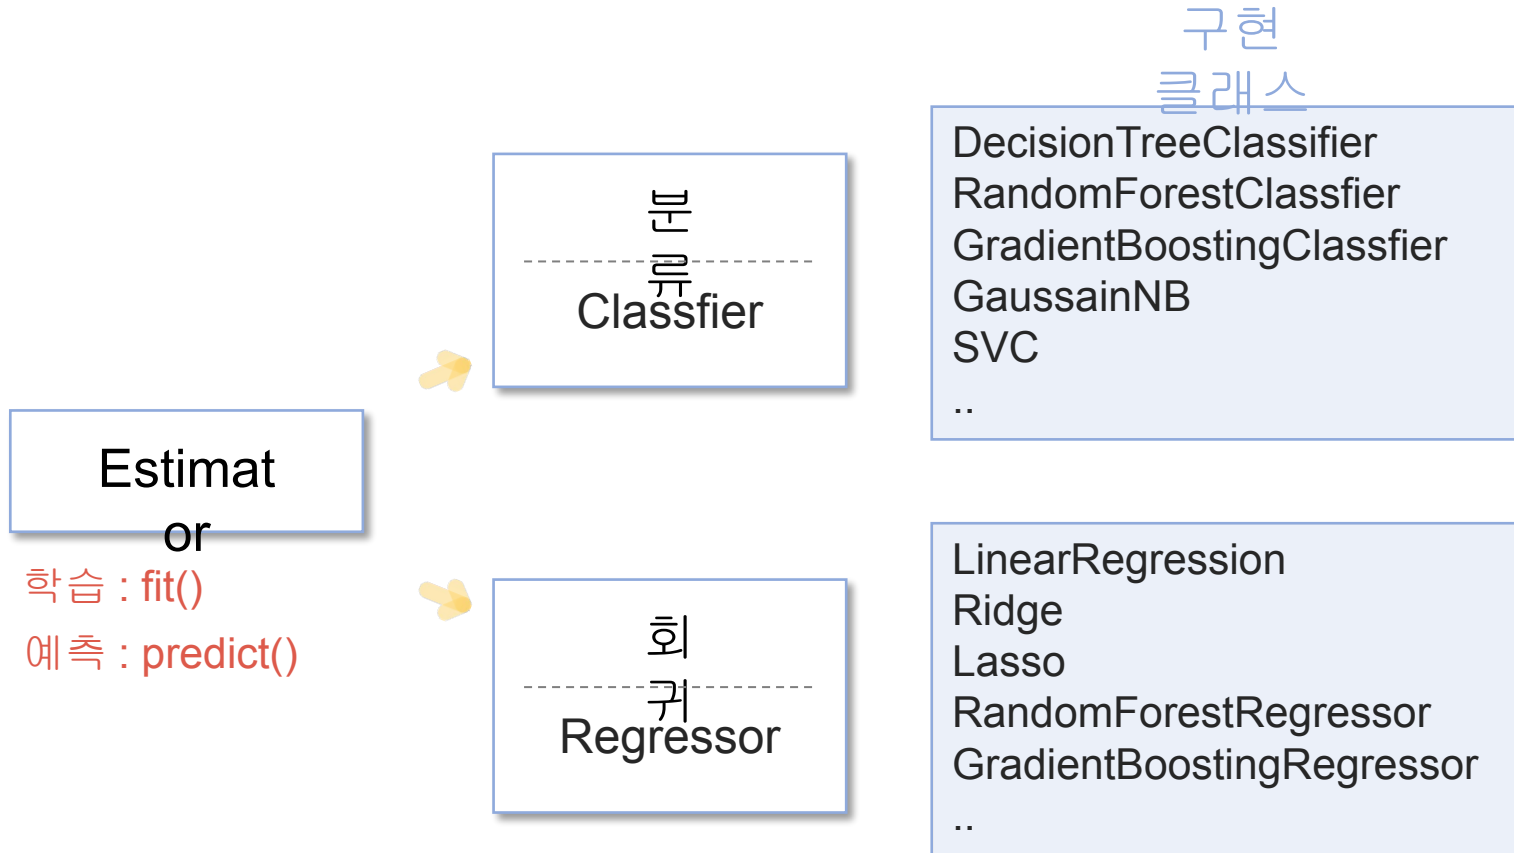 구현
클래스
분
류
Classfier
DecisionTreeClassifier
RandomForestClassfier
GradientBoostingClassfier
GaussainNB
SVC
..
Estimat
or
학습 : fit()
예측 : predict()
회
귀
Regressor
LinearRegression
Ridge
Lasso
RandomForestRegressor
GradientBoostingRegressor
..